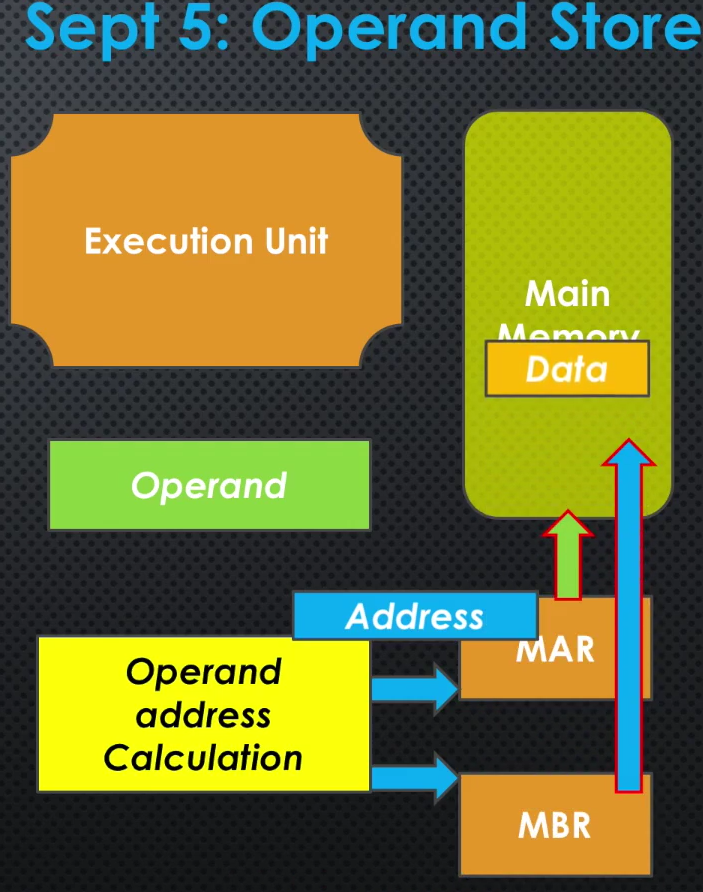 Sept 5: Operand Store
Execution Unit
Main
Memory
Data
Operand
Address
MAR
Operand
address
Calculation
MBR